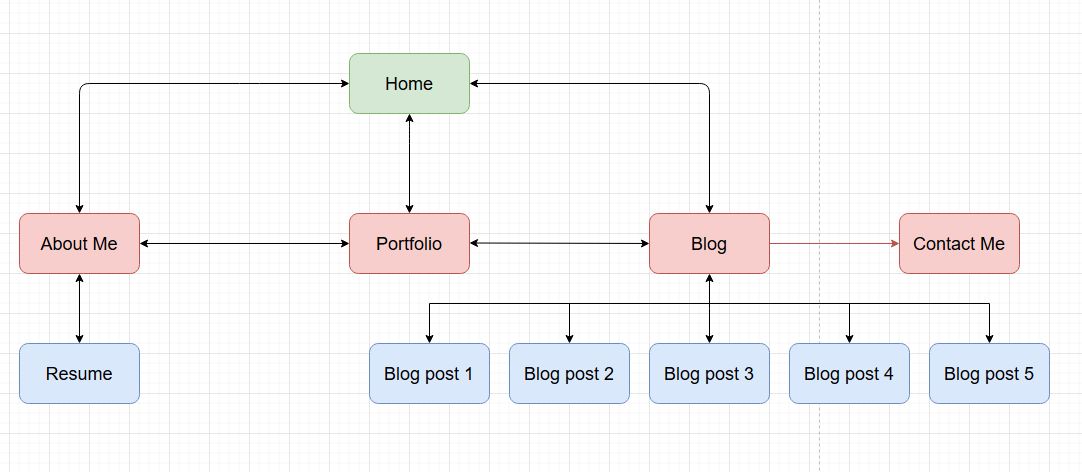 Home
About Me
Portfolio
Blog
Contact Me
Resume
Blog post 1
Blog post 2
Blog post 3
Blog post 4
Blog post 5